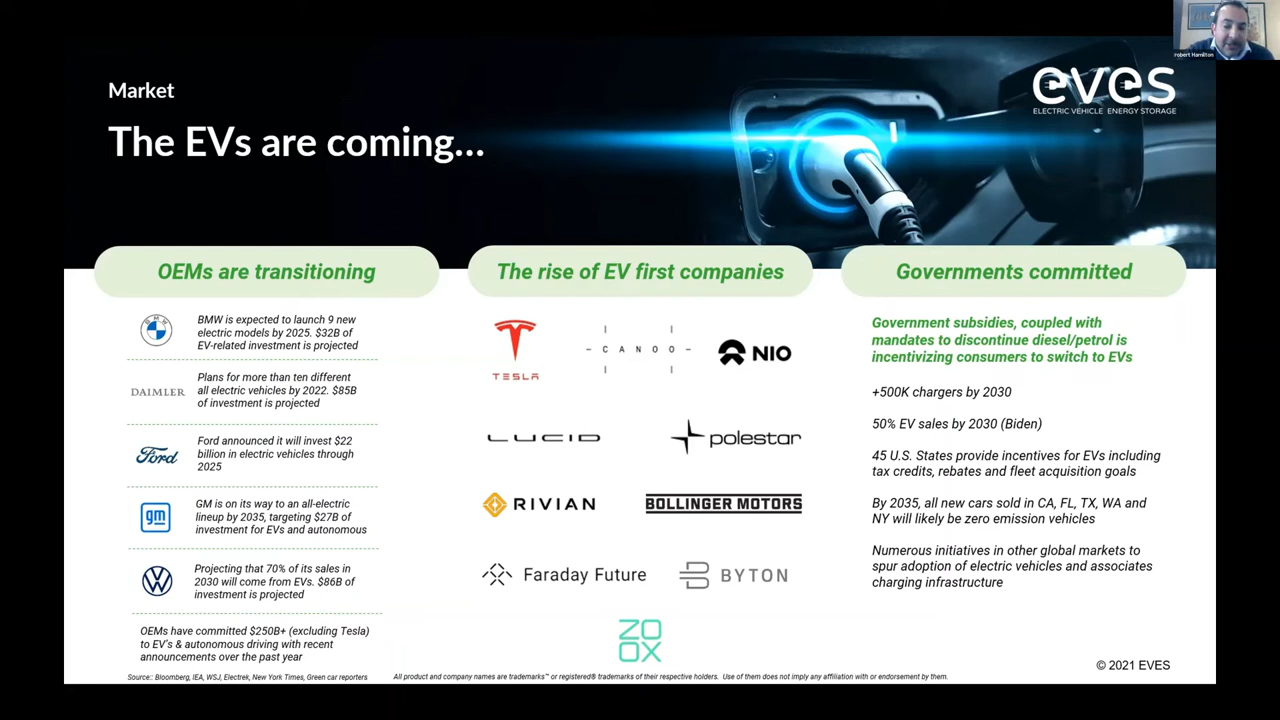 robert Hamilton
Market
The EVs are coming...
eves
ELECTRIC VEHICLE ENERGY STORAGE
OEMs are transitioning
BMW
BMW is expected to launch 9 new
electric models by 2025. $32B of
EV-related investment is projected
DAIMLER
Plans for more than ten different
all electric vehicles by 2022. $85B
of investment is projected
Ford
Ford announced it will invest $22
billion in electric vehicles through
2025
gm
GM is on its way to an all-electric
lineup by 2035, targeting $27B of
investment for EVs and autonomous
Projecting that 70% of its sales in
2030 will come from EVs. $86B of
investment is projected
OEMs have committed $250B+ (excluding Tesla)
to EV's & autonomous driving with recent
announcements over the past year
Source:: Bloomberg, IEA, WSJ, Electrek, New York Times, Green car reporters
The rise of EV first companies
TESLA
CANOO
NIO
LUCID
polestar
RIVIAN
BOLLINGER MOTORS
Faraday Future
BYTON
ZOOX
All product and company names are trademarks™ or registered® trademarks of their respective holders. Use of them does not imply any affiliation with or endorsement by them.
Governments committed
Government subsidies, coupled with
mandates to discontinue diesel/petrol is
incentivizing consumers to switch to EVs
+500K chargers by 2030
50% EV sales by 2030 (Biden)
45 U.S. States provide incentives for EVs including
tax credits, rebates and fleet acquisition goals
By 2035, all new cars sold in CA, FL, TX, WA and
NY will likely be zero emission vehicles
Numerous initiatives in other global markets to
spur adoption of electric vehicles and associates
charging infrastructure
© 2021 EVES